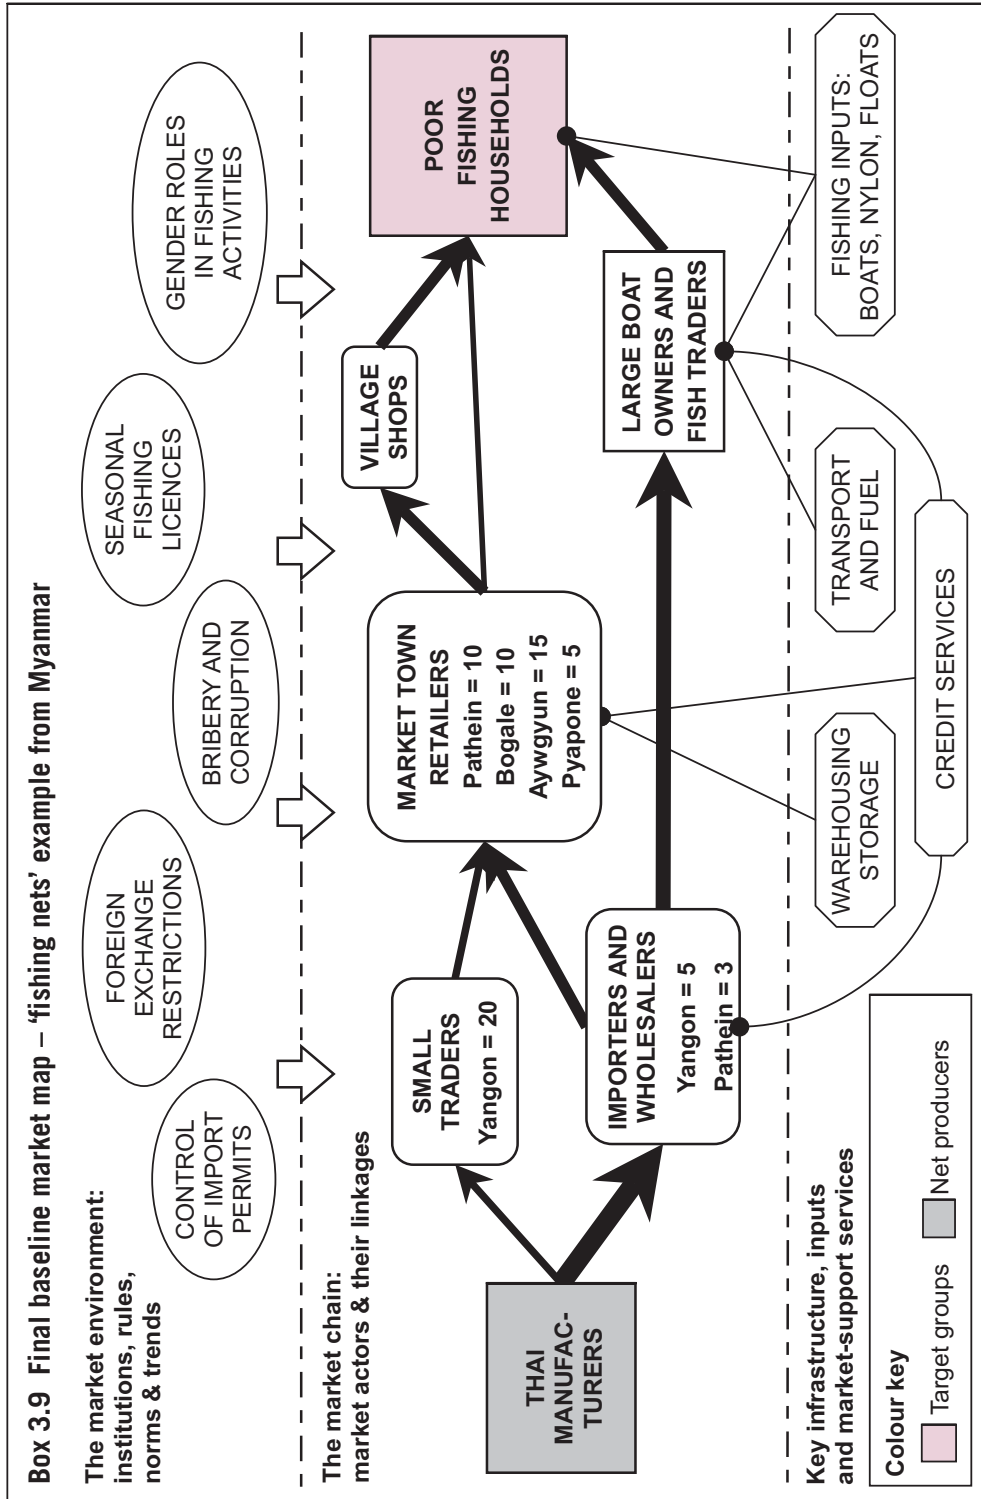 Box 3.9 Final baseline market map – 'fishing nets' example from Myanmar
The market environment:
institutions, rules,
norms & trends
CONTROL
OF IMPORT
PERMITS
FOREIGN
EXCHANGE
RESTRICTIONS
BRIBERY AND
CORRUPTION
SEASONAL
FISHING
LICENCES
GENDER ROLES
IN FISHING
ACTIVITIES
The market chain:
market actors & their linkages
THAI
MANUFAC-
TURERS
SMALL
TRADERS
Yangon = 20
IMPORTERS AND
WHOLESALERS
Yangon = 5
Pathein = 3
MARKET TOWN
RETAILERS
Pathein = 10
Bogale = 10
Aywgyun = 15
Pyapone = 5
VILLAGE
SHOPS
LARGE BOAT
OWNERS AND
FISH TRADERS
POOR
FISHING
HOUSEHOLDS
Key infrastructure, inputs
and market-support services
WAREHOUSING
STORAGE
CREDIT SERVICES
TRANSPORT
AND FUEL
FISHING INPUTS:
BOATS, NYLON, FLOATS
Colour key
Target groups
Net producers